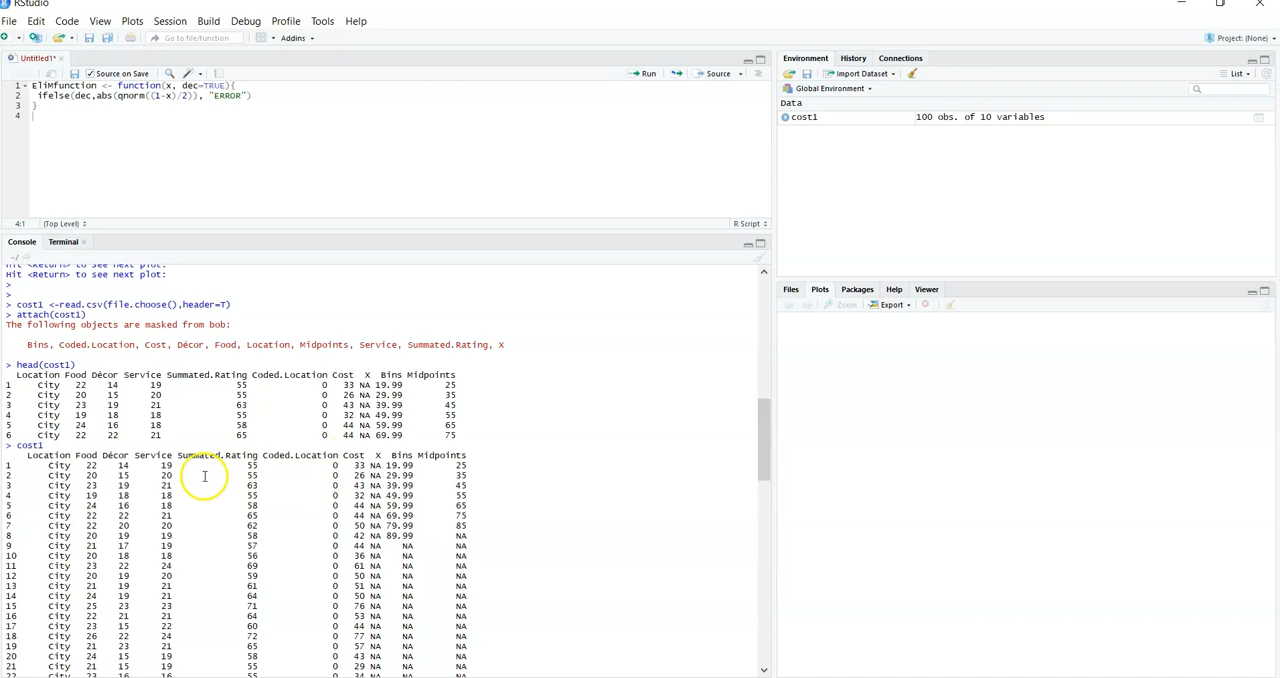 RStudio
File Edit Code View Plots Session Build Debug Profile Tools Help
Go to file/function Addins Project: (None)
Untitled1*
Source on Save Run Source
1 EliMfunction <- function(x, dec=TRUE){
2 ifelse(dec,abs(qnorm((1-x)/2)), "ERROR")
3 }
4
4:1 (Top Level) R Script
Console Terminal
~/
Hit <Return> to see next plot:
Hit <Return> to see next plot:
>
>
> cost1 <-read.csv(file.choose(),header=T)
> attach(cost1)
The following objects are masked from bob:
Bins, Coded.Location, Cost, Décor, Food, Location, Midpoints, Service, Summated.Rating, X
> head(cost1)
Location Food Décor Service Summated.Rating Coded.Location Cost X Bins Midpoints
1 City 22 14 19 55 0 33 NA 19.99 25
2 City 20 15 20 55 0 26 NA 29.99 35
3 City 23 19 21 63 0 43 NA 39.99 45
4 City 19 18 18 55 0 32 NA 49.99 55
5 City 24 16 18 58 0 44 NA 59.99 65
6 City 22 22 21 65 0 44 NA 69.99 75
> cost1
Location Food Décor Service Summated.Rating Coded.Location Cost X Bins Midpoints
1 City 22 14 19 55 0 33 NA 19.99 25
2 City 20 15 20 55 0 26 NA 29.99 35
3 City 23 19 21 63 0 43 NA 39.99 45
4 City 19 18 18 55 0 32 NA 49.99 55
5 City 24 16 18 58 0 44 NA 59.99 65
6 City 22 22 21 65 0 44 NA 69.99 75
7 City 22 20 20 62 0 50 NA 79.99 85
8 City 20 19 19 58 0 42 NA 89.99 NA
9 City 21 17 19 57 0 44 NA NA NA
10 City 20 18 18 56 0 36 NA NA NA
11 City 23 22 24 69 0 61 NA NA NA
12 City 20 19 20 59 0 50 NA NA NA
13 City 21 19 21 61 0 51 NA NA NA
14 City 24 19 21 64 0 50 NA NA NA
15 City 25 23 23 71 0 76 NA NA NA
16 City 22 21 21 64 0 53 NA NA NA
17 City 23 15 22 60 0 44 NA NA NA
18 City 26 22 24 72 0 77 NA NA NA
19 City 21 23 21 65 0 57 NA NA NA
20 City 24 15 19 58 0 43 NA NA NA
21 City 21 15 19 55 0 29 NA NA NA
22 City 23 16 16 55 0 34 NA NA NA
Environment History Connections
Import Dataset List
Global Environment
Data
cost1 100 obs. of 10 variables
Files Plots Packages Help Viewer
Zoom Export